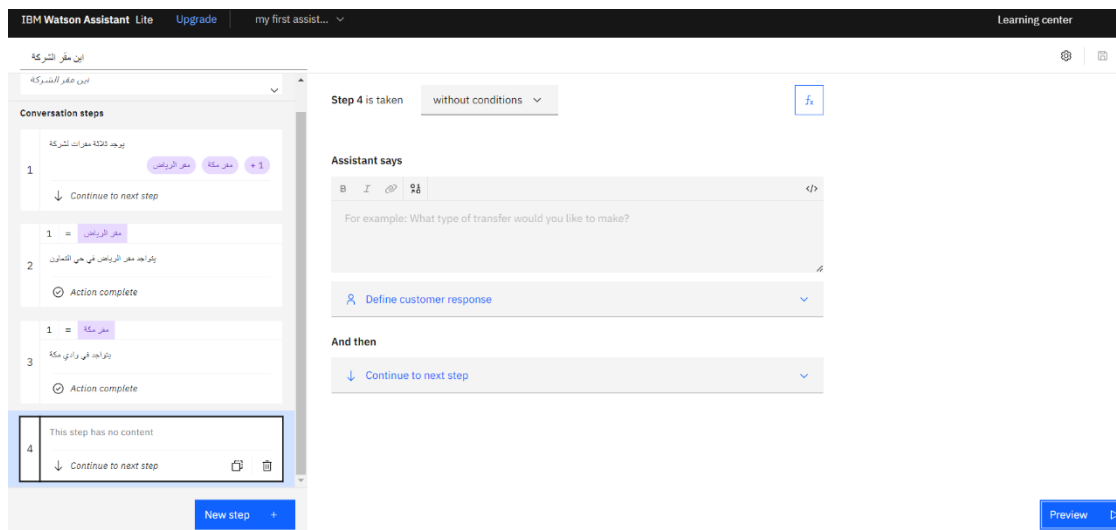 IBM Watson Assistant Lite Upgrade my first assist...
Learning center
اين مقر الشركة
اين مقر الشركة
Conversation steps
1
يوجد ثلاثة مقرات لشركة
مقر الرياض مقر مكة + 1
Continue to next step
2
1 = مقر الرياض
يتواجد مقر الرياض في حي التعاون
Action complete
3
1 = مقر مكة
يتواجد في وادي مكة
Action complete
4
This step has no content
Continue to next step
New step +
Step 4 is taken without conditions
fx
Assistant says
B I </>
For example: What type of transfer would you like to make?
Define customer response
And then
Continue to next step
Preview